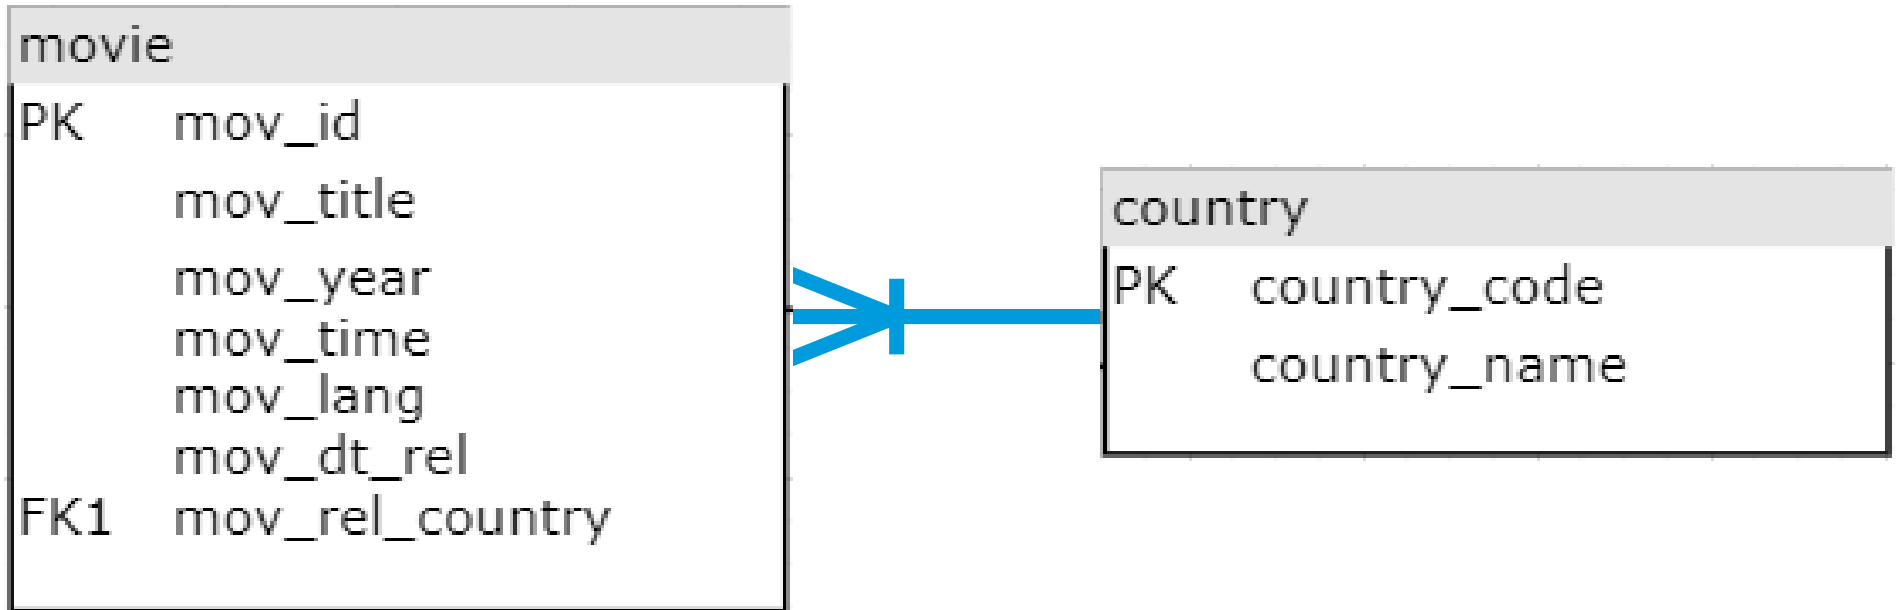 movie
PK mov_id
mov_title
mov_year
mov_time
mov_lang
mov_dt_rel
FK1 mov_rel_country
country
PK country_code
country_name